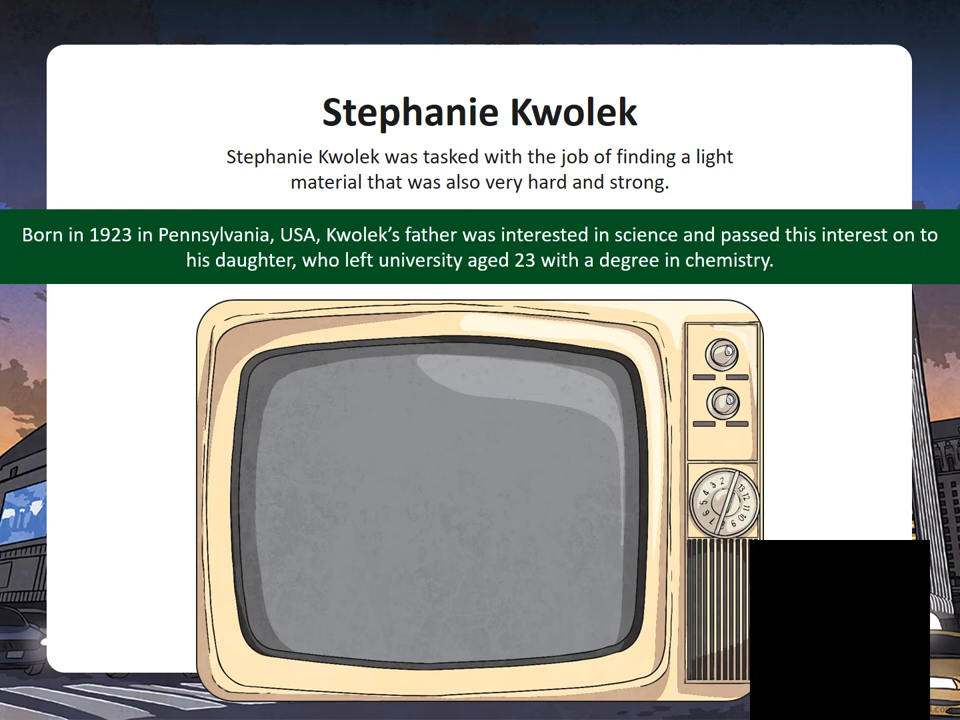 Stephanie Kwolek
Stephanie Kwolek was tasked with the job of finding a light
material that was also very hard and strong.
Born in 1923 in Pennsylvania, USA, Kwolek’s father was interested in science and passed this interest on to
his daughter, who left university aged 23 with a degree in chemistry.